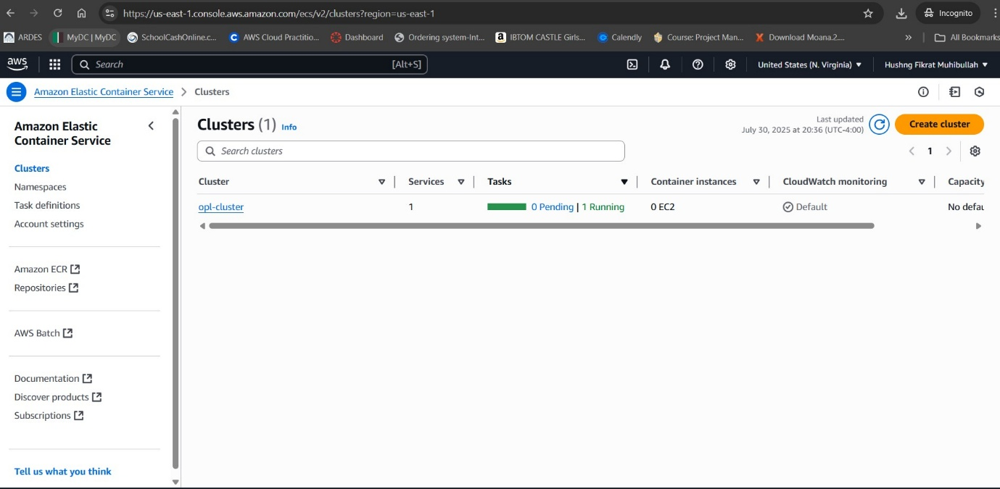 https://us-east-1.console.aws.amazon.com/ecs/v2/clusters?region=us-east-1
Incognito
ARDES
MyDC | MyDC
SchoolCashOnline.c...
AWS Cloud Practitio...
Dashboard
Ordering system-Int...
IBTOM CASTLE Girls...
Calendly
Course: Project Man...
Download Moana.2....
»
All Bookmarks
aws
Search
[Alt+S]
United States (N. Virginia)
Hushng Fikrat Muhibullah
Amazon Elastic Container Service
Clusters
Amazon Elastic
Container Service
Clusters
Namespaces
Task definitions
Account settings
Amazon ECR
Repositories
AWS Batch
Documentation
Discover products
Subscriptions
Tell us what you think
Clusters (1) Info
Last updated
July 30, 2025 at 20:36 (UTC-4:00)
Create cluster
Search clusters
1
Cluster Services Tasks Container instances CloudWatch monitoring Capacity
opl-cluster 1 0 Pending | 1 Running 0 EC2 Default No defau